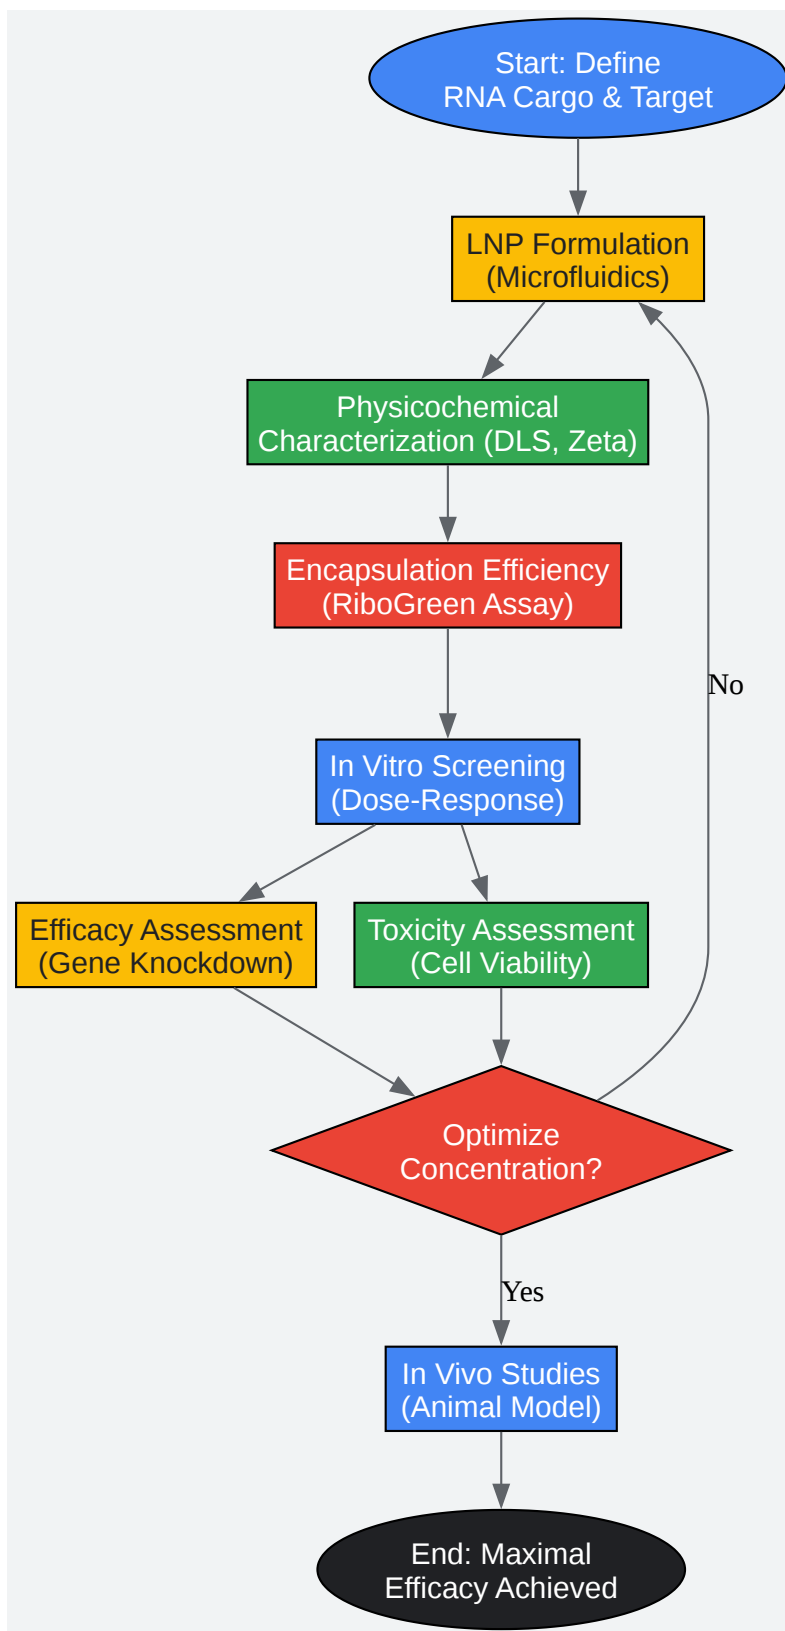 Start: Define
RNA Cargo & Target
LNP Formulation
(Microfluidics)
Physicochemical
Characterization (DLS, Zeta)
Encapsulation Efficiency
(RiboGreen Assay)
No
In Vitro Screening
(Dose-Response)
Efficacy Assessment
(Gene Knockdown)
Toxicity Assessment
(Cell Viability)
Optimize
Concentration?
Yes
In Vivo Studies
(Animal Model)
End: Maximal
Efficacy Achieved